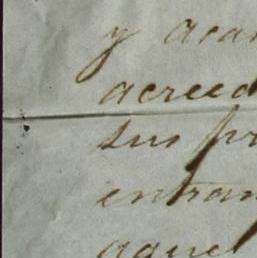 y aca
acreed
sus pr
entran
aquel